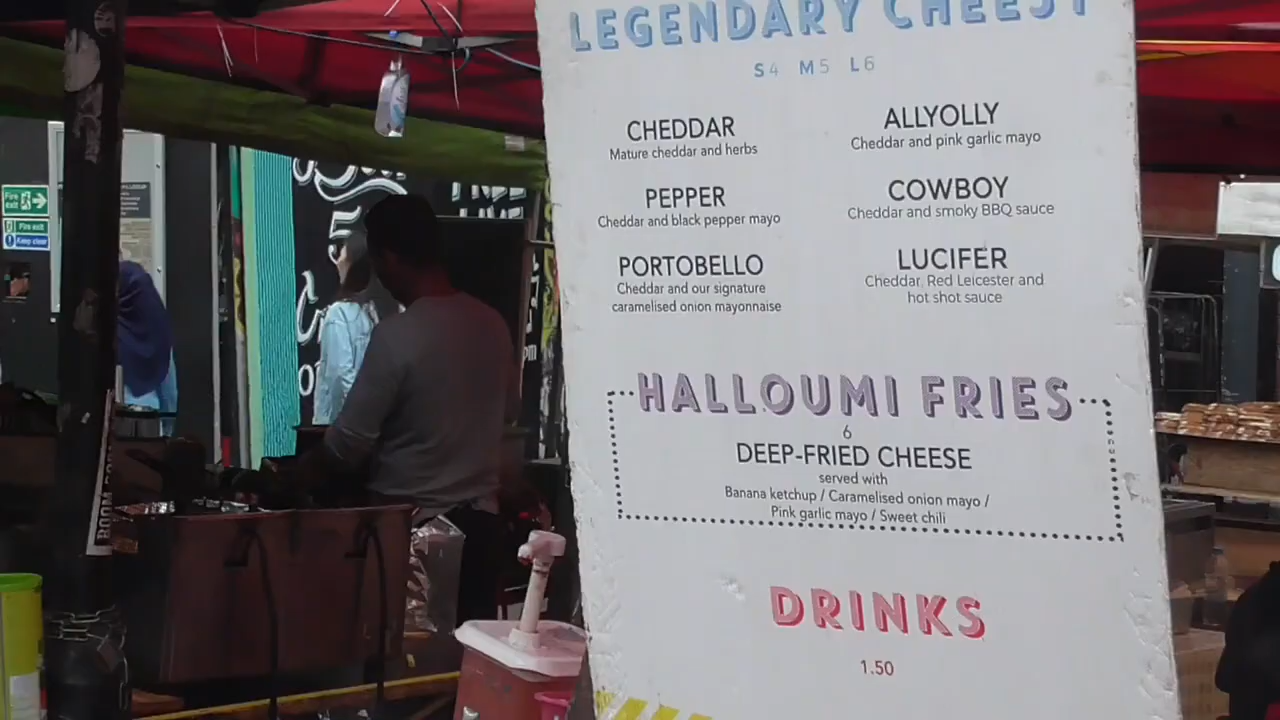 LEGENDARY CHEESY
S4 M5 L6
CHEDDAR
Mature cheddar and herbs
PEPPER
Cheddar and black pepper mayo
PORTOBELLO
Cheddar and our signature
caramelised onion mayonnaise
ALLYOLLY
Cheddar and pink garlic mayo
COWBOY
Cheddar and smoky BBQ sauce
LUCIFER
Cheddar, Red Leicester and
hot shot sauce
HALLOUMI FRIES
6
DEEP-FRIED CHEESE
served with
Banana ketchup / Caramelised onion mayo /
Pink garlic mayo / Sweet chili
DRINKS
1.50
Fire
exit
Fire exit
Keep clear
5
FREE